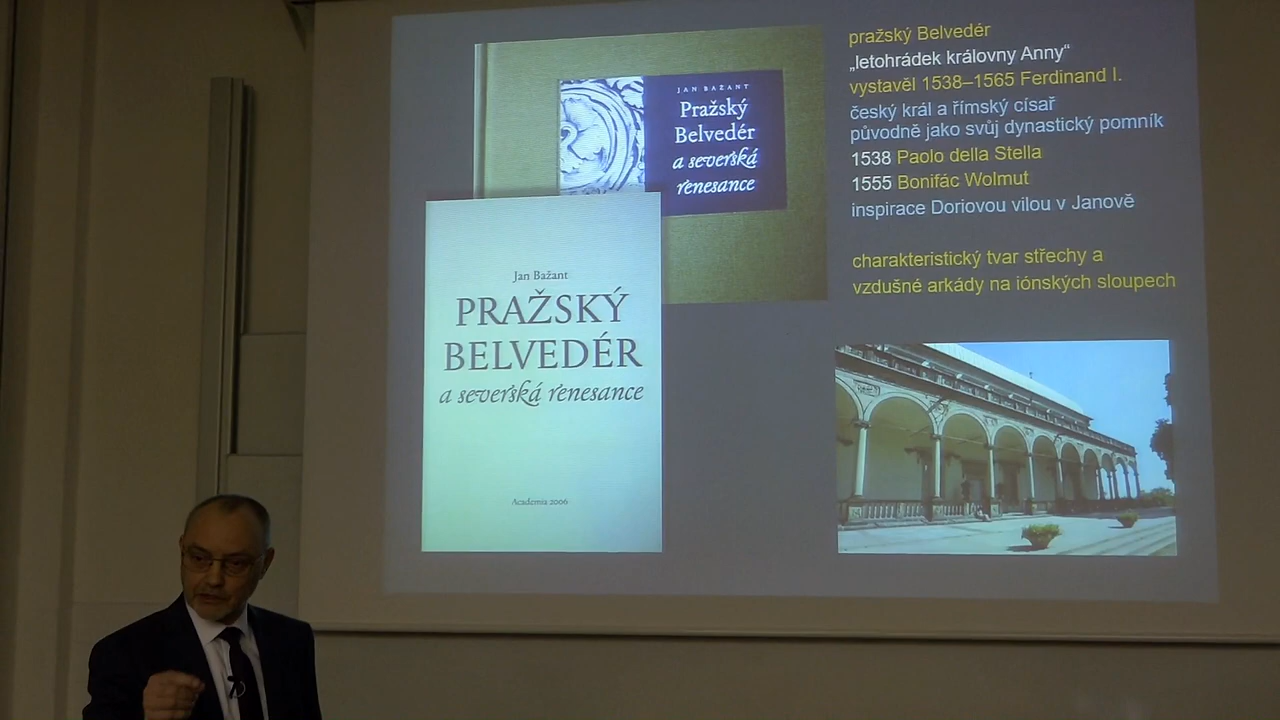 JAN BAŽANT
Pražský
Belvedér
a severská
renesance
Jan Bažant
PRAŽSKÝ
BELVEDÉR
a severská renesance
Academia 2006
pražský Belvedér
„letohrádek královny Anny“
vystavěl 1538–1565 Ferdinand I.
český král a římský císař
původně jako svůj dynastický pomník
1538 Paolo della Stella
1555 Bonifác Wolmut
inspirace Doriovou vilou v Janově
charakteristický tvar střechy a
vzdušné arkády na iónských sloupech